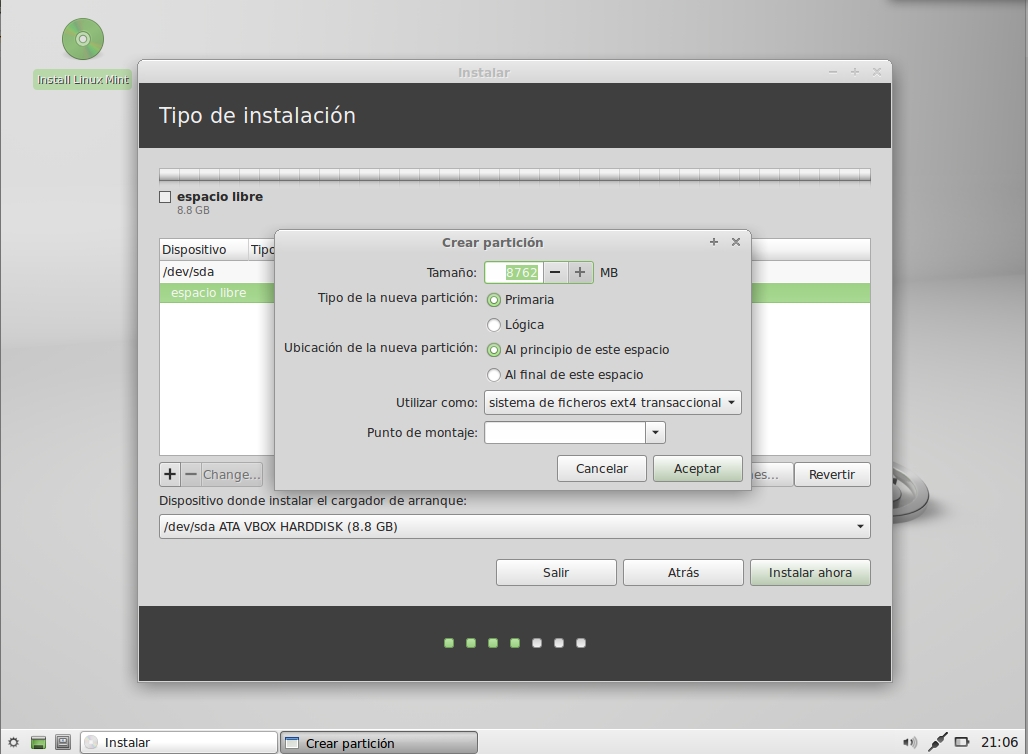 Install Linux Mint
Instalar
Tipo de instalación
espacio libre
8.8 GB
Dispositivo Tipo
/dev/sda
espacio libre
Crear partición
Tamaño: 8762 MB
Tipo de la nueva partición: Primaria
Lógica
Ubicación de la nueva partición: Al principio de este espacio
Al final de este espacio
Utilizar como: sistema de ficheros ext4 transaccional
Punto de montaje:
Cancelar Aceptar
+ − Change... Revertir
Dispositivo donde instalar el cargador de arranque:
/dev/sda ATA VBOX HARDDISK (8.8 GB)
Salir Atrás Instalar ahora
Instalar Crear partición 21:06